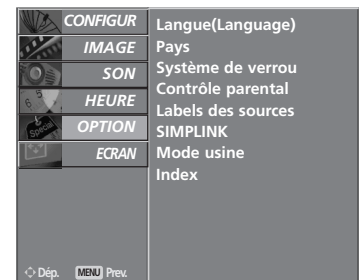 CONFIGUR
IMAGE
SON
HEURE
OPTION
ECRAN
Langue(Language)
Pays
Système de verrou
Contrôle parental
Labels des sources
SIMPLINK
Mode usine
Index
Dép. MENU Prev.